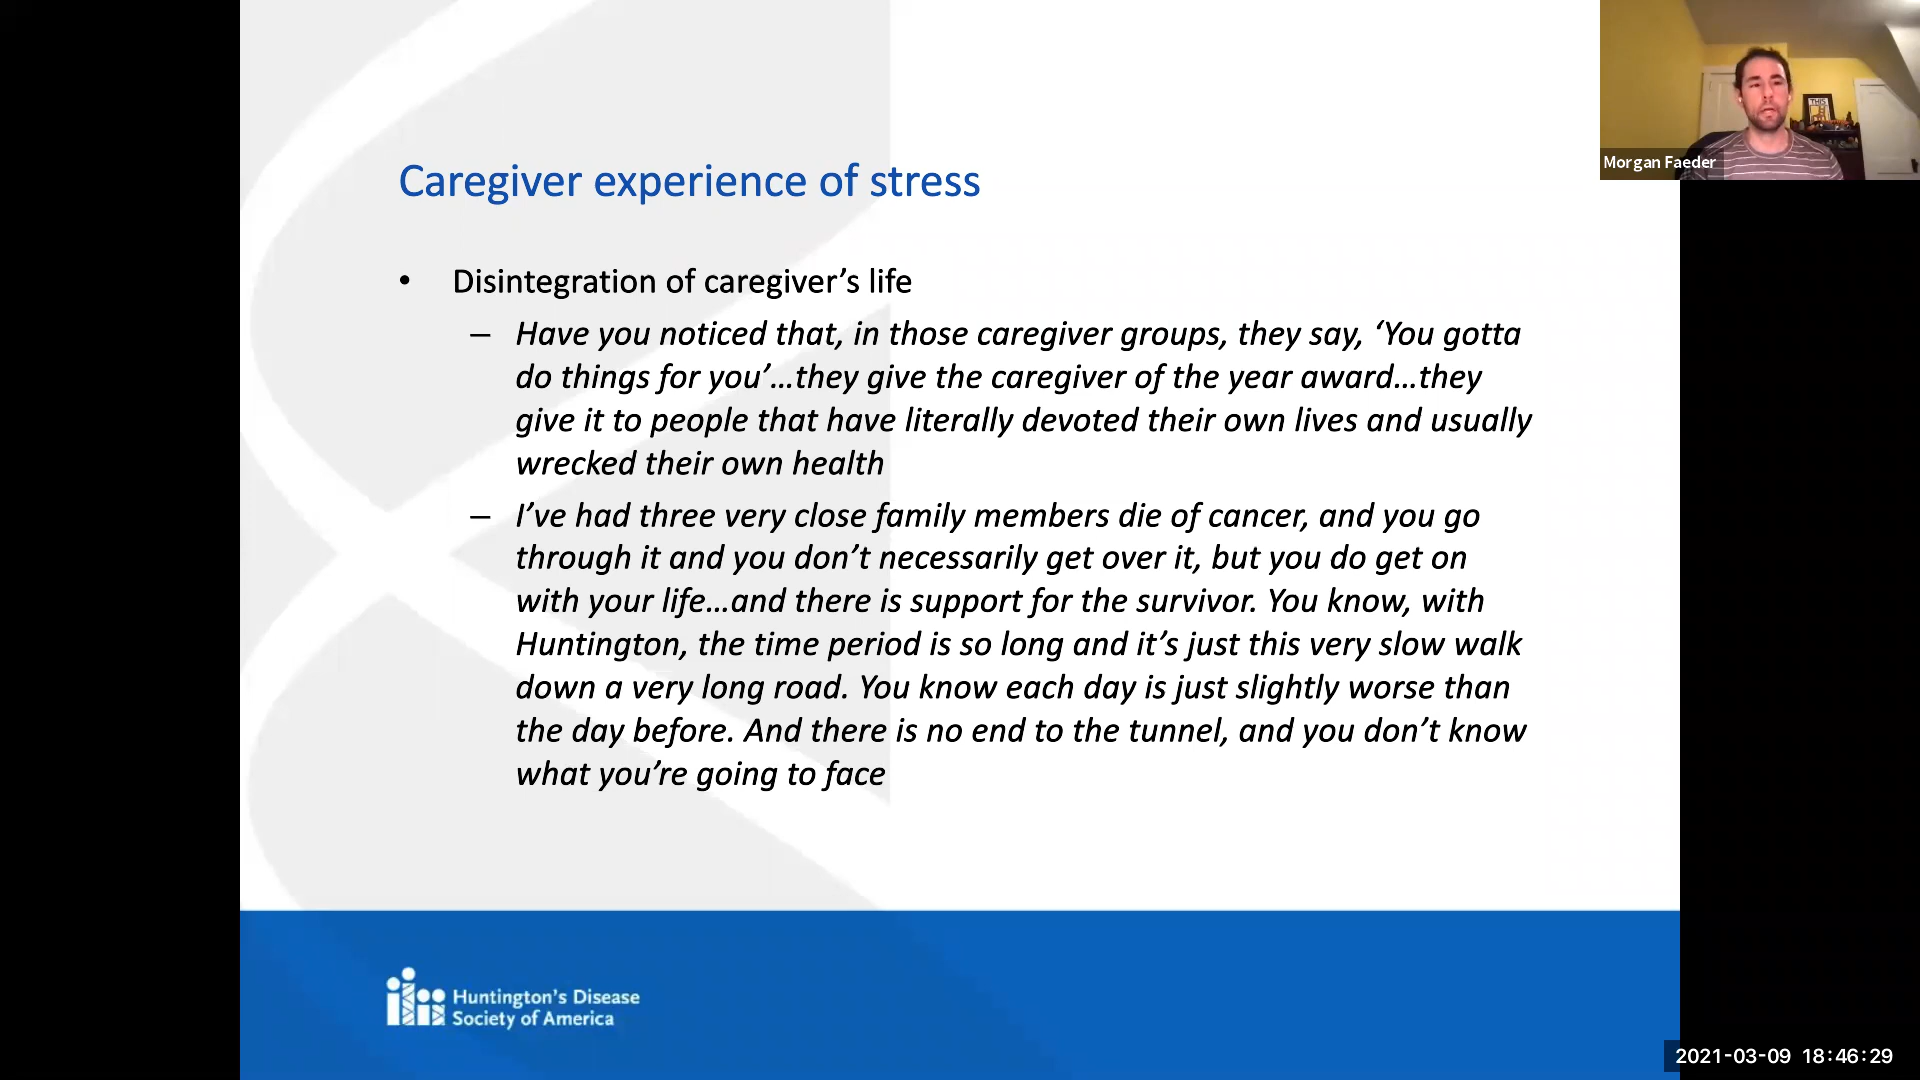 Caregiver experience of stress
• Disintegration of caregiver’s life
– Have you noticed that, in those caregiver groups, they say, ‘You gotta
do things for you’…they give the caregiver of the year award…they
give it to people that have literally devoted their own lives and usually
wrecked their own health
– I’ve had three very close family members die of cancer, and you go
through it and you don’t necessarily get over it, but you do get on
with your life…and there is support for the survivor. You know, with
Huntington, the time period is so long and it’s just this very slow walk
down a very long road. You know each day is just slightly worse than
the day before. And there is no end to the tunnel, and you don’t know
what you’re going to face
Huntington’s Disease
Society of America
THIS
Morgan Faeder
2021-03-09 18:46:29